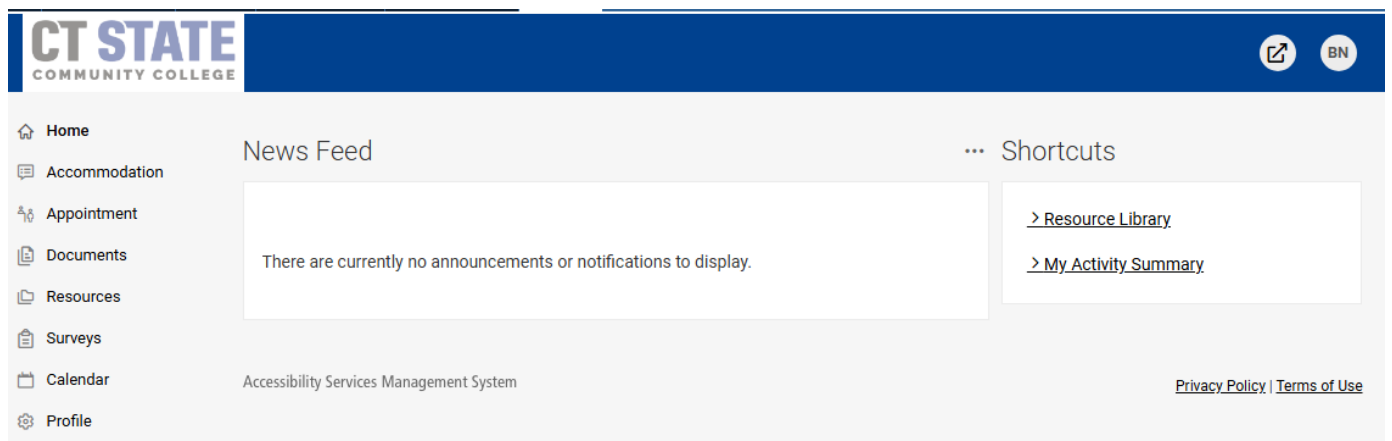 CT STATE
COMMUNITY COLLEGE
BN
Home
Accommodation
Appointment
Documents
Resources
Surveys
Calendar
Profile
News Feed
...
There are currently no announcements or notifications to display.
Shortcuts
> Resource Library
> My Activity Summary
Accessibility Services Management System
Privacy Policy | Terms of Use